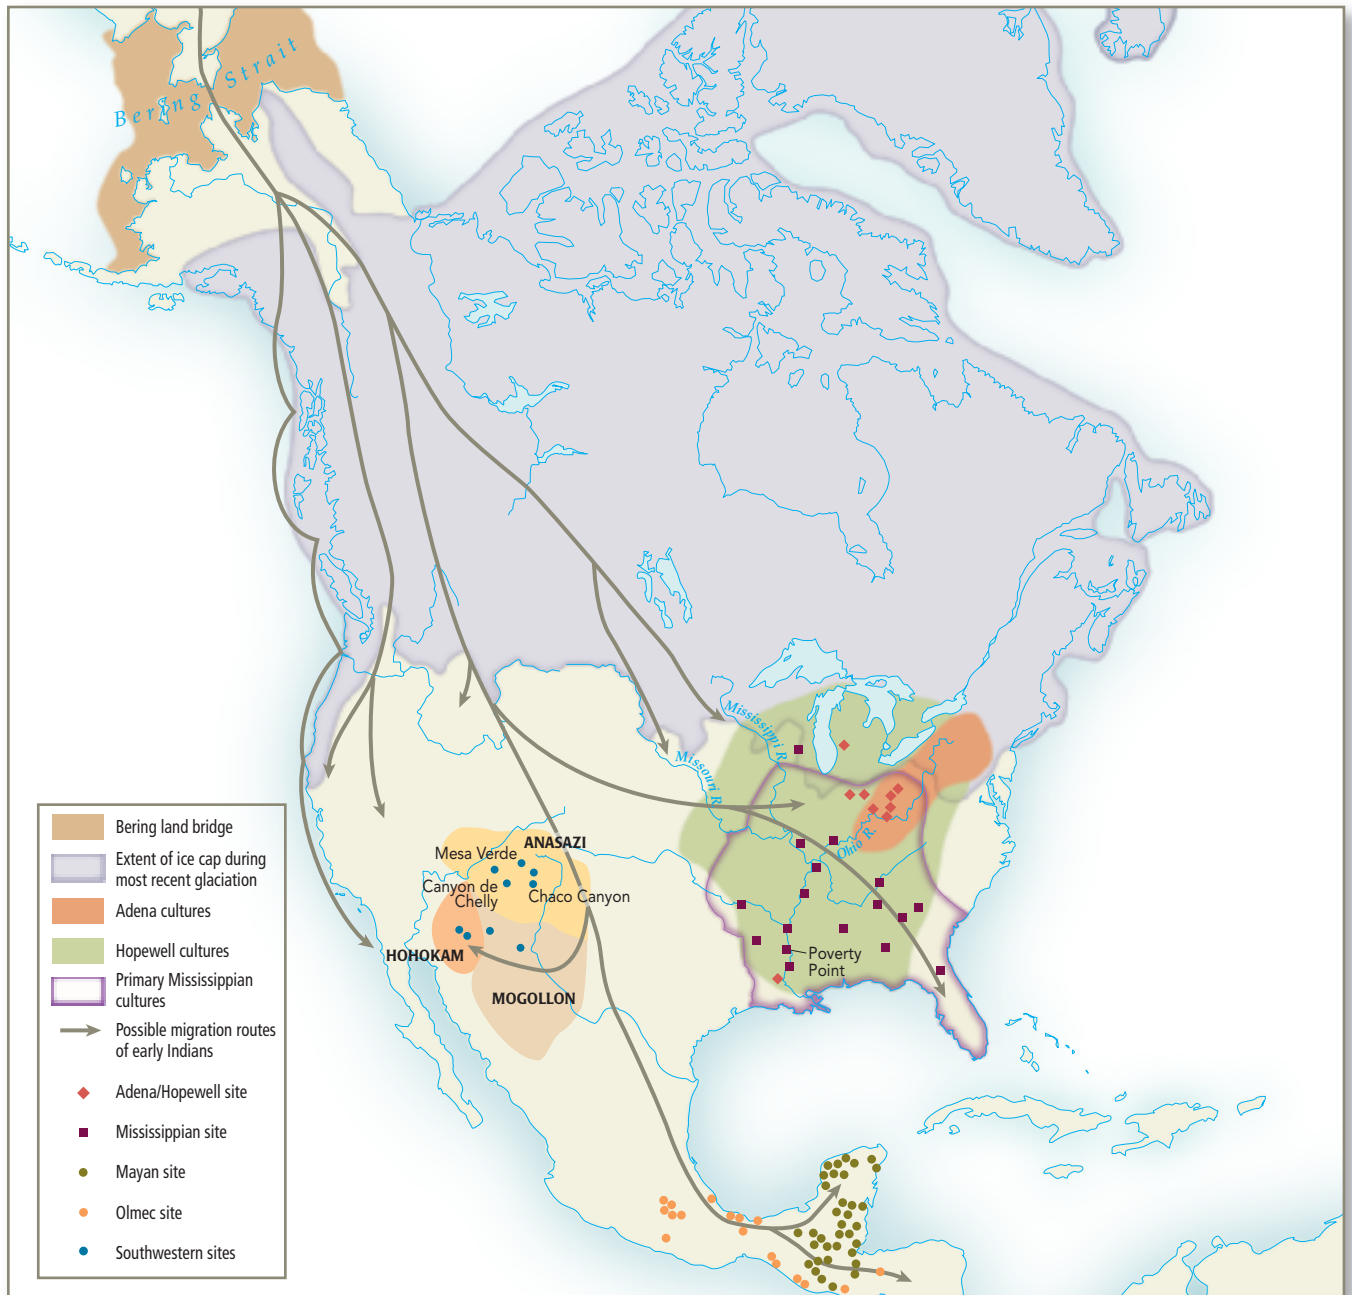 Bering Strait
Mississippi R.
Missouri R.
Ohio R.
ANASAZI
Mesa Verde
Canyon de
Chelly
Chaco Canyon
HOHOKAM
MOGOLLON
Poverty
Point
Bering land bridge
Extent of ice cap during
most recent glaciation
Adena cultures
Hopewell cultures
Primary Mississippian
cultures
Possible migration routes
of early Indians
Adena/Hopewell site
Mississippian site
Mayan site
Olmec site
Southwestern sites